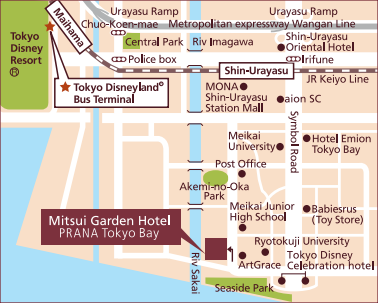 Urayasu Ramp
Urayasu Ramp
Maihama
Chuo-Koen-mae
Metropolitan expressway Wangan Line
Tokyo
Disney
Resort
H
Central Park
Riv Imagawa
Shin-Urayasu
Oriental Hotel
Police box
Irifune
Shin-Urayasu
JR Keiyo Line
Tokyo Disneyland®
Bus Terminal
MONA
Shin-Urayasu
Station Mall
aion SC
Symbol Road
Meikai
University
Hotel Emion
Tokyo Bay
Post Office
Akemi-no-Oka
Park
Meikai Junior
High School
Babiesrus
(Toy Store)
Mitsui Garden Hotel
PRANA Tokyo Bay
Riv Sakai
Ryotokuji University
ArtGrace
Tokyo Disney
Celebration hotel
Seaside Park